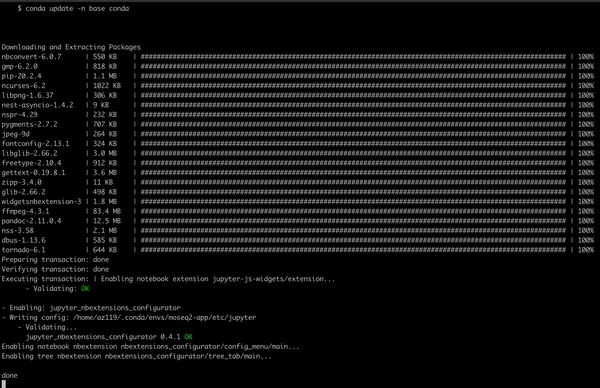 $ conda update -n base conda
Downloading and Extracting Packages
nbconvert-6.0.7 | 550 KB | ##################################################################################### | 100%
gmp-6.2.0 | 818 KB | ##################################################################################### | 100%
pip-20.2.4 | 1.1 MB | ##################################################################################### | 100%
ncurses-6.2 | 1022 KB | ##################################################################################### | 100%
libpng-1.6.37 | 306 KB | ##################################################################################### | 100%
nest-asyncio-1.4.2 | 9 KB | ##################################################################################### | 100%
nspr-4.29 | 232 KB | ##################################################################################### | 100%
pygments-2.7.2 | 707 KB | ##################################################################################### | 100%
jpeg-9d | 264 KB | ##################################################################################### | 100%
fontconfig-2.13.1 | 324 KB | ##################################################################################### | 100%
libglib-2.66.2 | 3.0 MB | ##################################################################################### | 100%
freetype-2.10.4 | 912 KB | ##################################################################################### | 100%
gettext-0.19.8.1 | 3.6 MB | ##################################################################################### | 100%
zipp-3.4.0 | 11 KB | ##################################################################################### | 100%
glib-2.66.2 | 498 KB | ##################################################################################### | 100%
widgetsnbextension-3 | 1.8 MB | ##################################################################################### | 100%
ffmpeg-4.3.1 | 83.4 MB | ##################################################################################### | 100%
pandoc-2.11.0.4 | 12.5 MB | ##################################################################################### | 100%
nss-3.58 | 2.1 MB | ##################################################################################### | 100%
dbus-1.13.6 | 585 KB | ##################################################################################### | 100%
tornado-6.1 | 644 KB | ##################################################################################### | 100%
Preparing transaction: done
Verifying transaction: done
Executing transaction: | Enabling notebook extension jupyter-js-widgets/extension...
- Validating: OK
- Enabling: jupyter_nbextensions_configurator
- Writing config: /home/az119/.conda/envs/moseq2-app/etc/jupyter
- Validating...
jupyter_nbextensions_configurator 0.4.1 OK
Enabling notebook nbextension nbextensions_configurator/config_menu/main...
Enabling tree nbextension nbextensions_configurator/tree_tab/main...
done